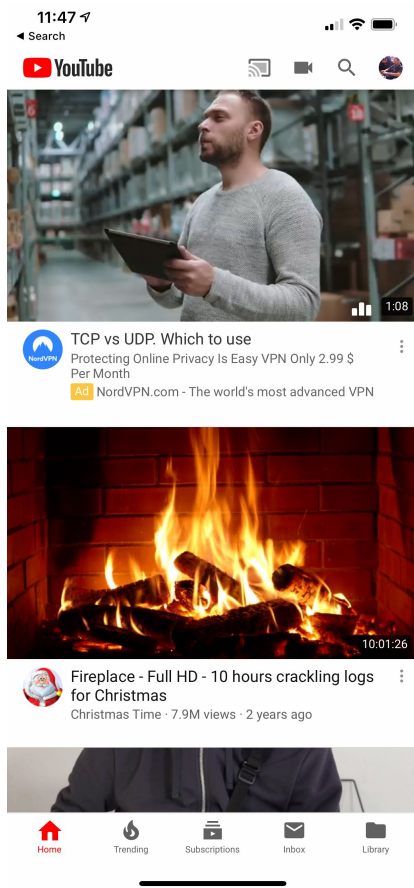 11:47
Search
YouTube
1:08
NordVPN
TCP vs UDP. Which to use
Protecting Online Privacy Is Easy VPN Only 2.99 $
Per Month
Ad NordVPN.com - The world's most advanced VPN
10:01:26
Fireplace - Full HD - 10 hours crackling logs
for Christmas
Christmas Time · 7.9M views · 2 years ago
Home Trending Subscriptions Inbox Library